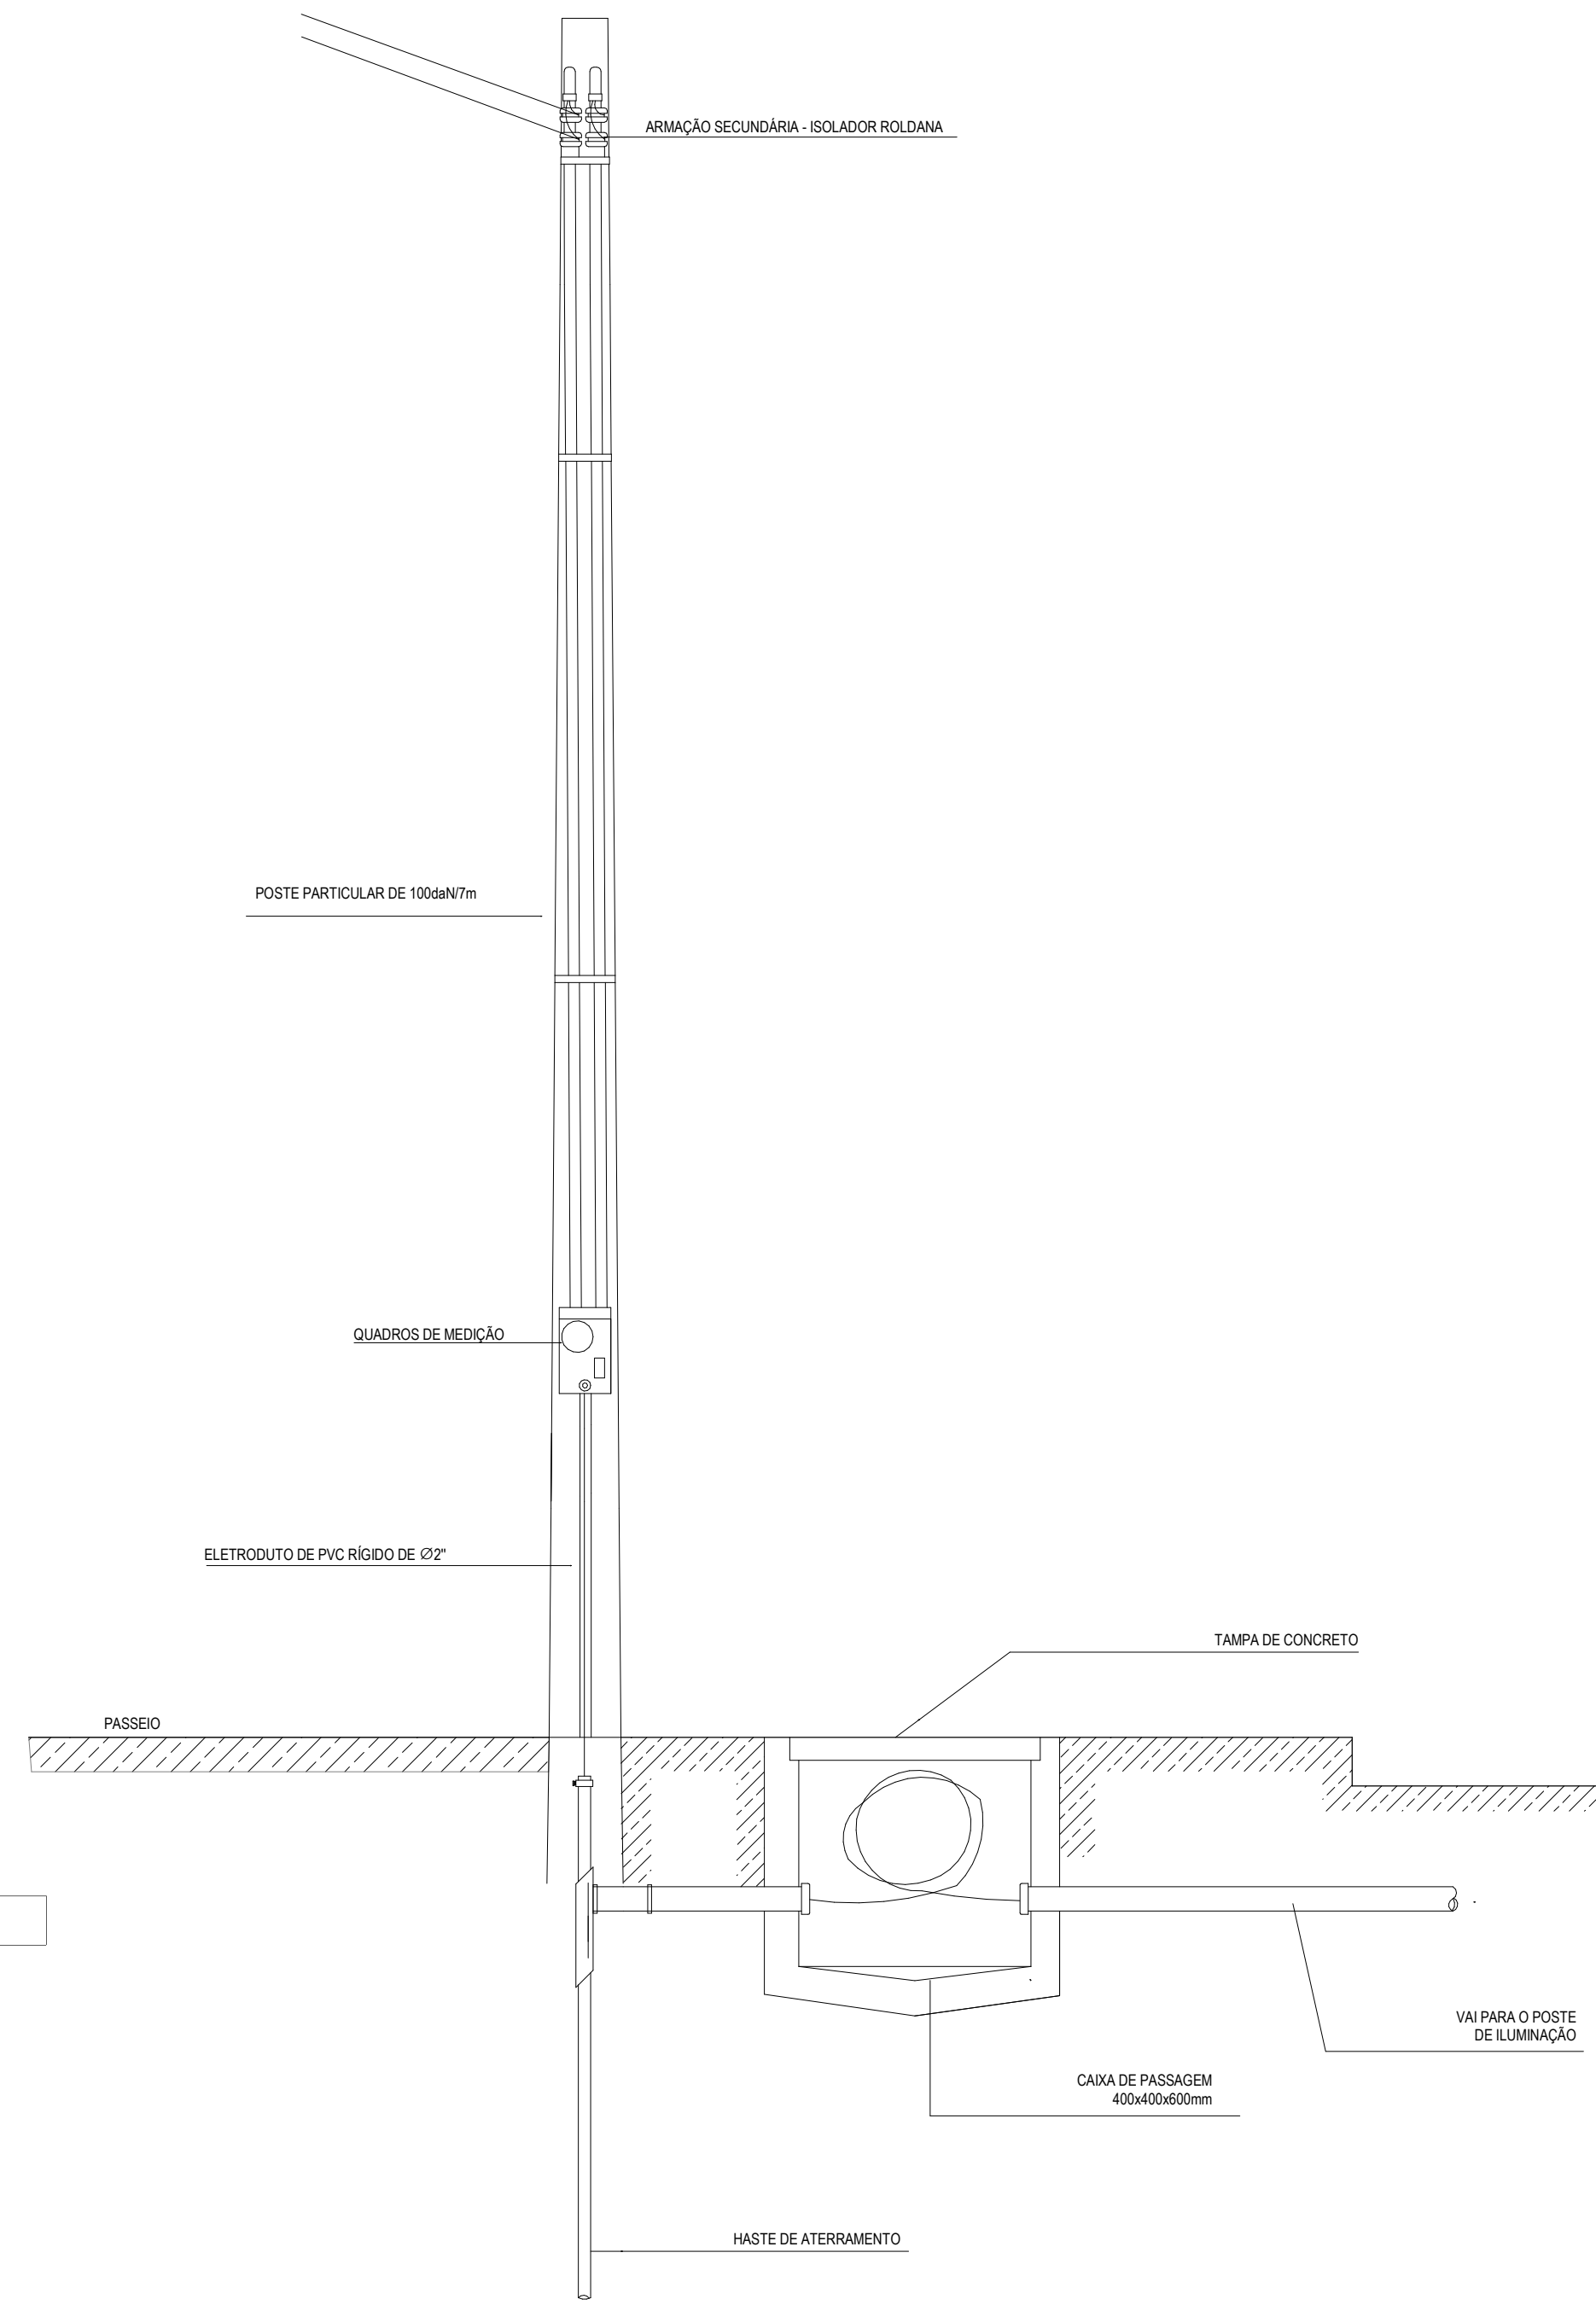 ARMAÇÃO SECUNDÁRIA - ISOLADOR ROLDANA
POSTE PARTICULAR DE 100daN/7m
QUADROS DE MEDIÇÃO
ELETRODUTO DE PVC RÍGIDO DE ∅2"
TAMPA DE CONCRETO
PASSEIO
VAI PARA O POSTE
DE ILUMINAÇÃO
CAIXA DE PASSAGEM
400x400x600mm
HASTE DE ATERRAMENTO